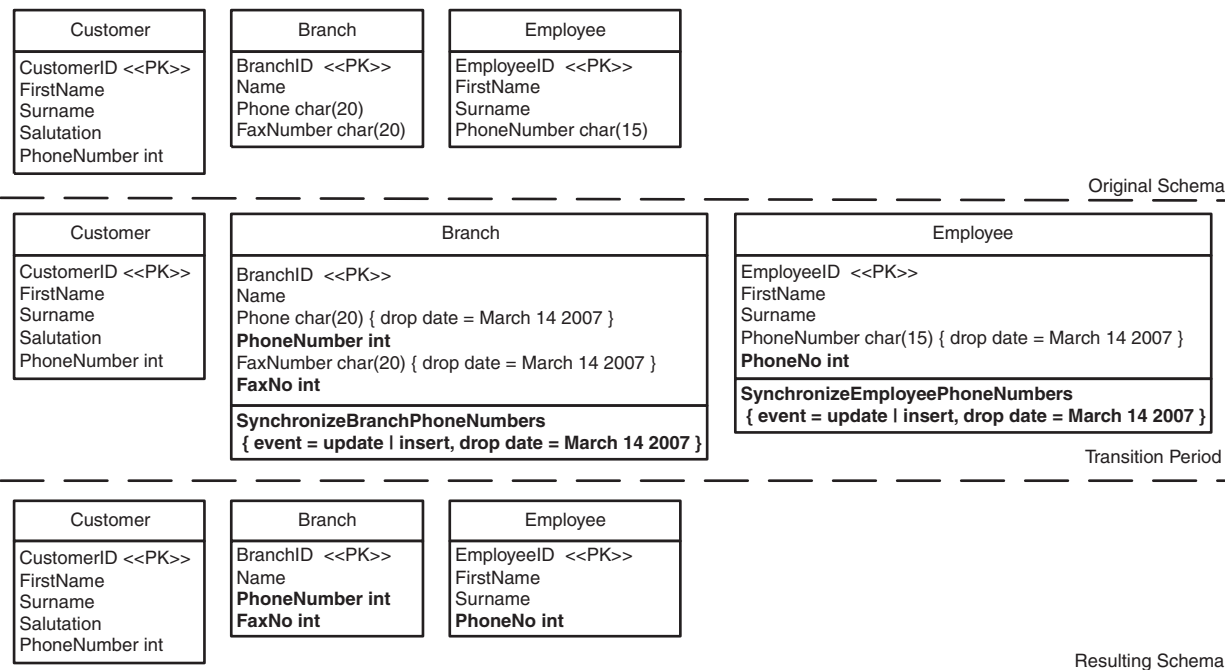 Customer
CustomerID <<PK>>
FirstName
Surname
Salutation
PhoneNumber int
Branch
BranchID <<PK>>
Name
Phone char(20)
FaxNumber char(20)
Employee
EmployeeID <<PK>>
FirstName
Surname
PhoneNumber char(15)
Original Schema
Customer
CustomerID <<PK>>
FirstName
Surname
Salutation
PhoneNumber int
Branch
BranchID <<PK>>
Name
Phone char(20) { drop date = March 14 2007 }
PhoneNumber int
FaxNumber char(20) { drop date = March 14 2007 }
FaxNo int
SynchronizeBranchPhoneNumbers
{ event = update | insert, drop date = March 14 2007 }
Employee
EmployeeID <<PK>>
FirstName
Surname
PhoneNumber char(15) { drop date = March 14 2007 }
PhoneNo int
SynchronizeEmployeePhoneNumbers
{ event = update | insert, drop date = March 14 2007 }
Transition Period
Customer
CustomerID <<PK>>
FirstName
Surname
Salutation
PhoneNumber int
Branch
BranchID <<PK>>
Name
PhoneNumber int
FaxNo int
Employee
EmployeeID <<PK>>
FirstName
Surname
PhoneNo int
Resulting Schema